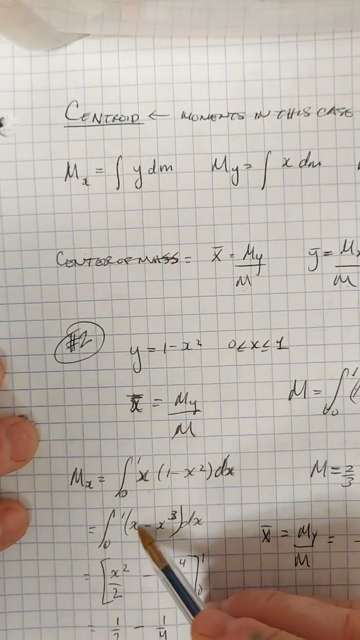 CENTROID ← MOMENTS IN THIS CASE
Mx = ∫ y dm   My = ∫ x dm
CENTER OF MASS = x̄ = My/M   ȳ = Mx/M
#2   y = 1 - x²   0 ≤ x ≤ 1
x̄ = My/M   M = ∫₀¹ (
Mx = ∫₀¹ x (1 - x²) dx   M = 2/3
= ∫₀¹ (x - x³) dx   x̄ = My/M =
= [x²/2 - 4]₀¹
= 1/2 - 1/4